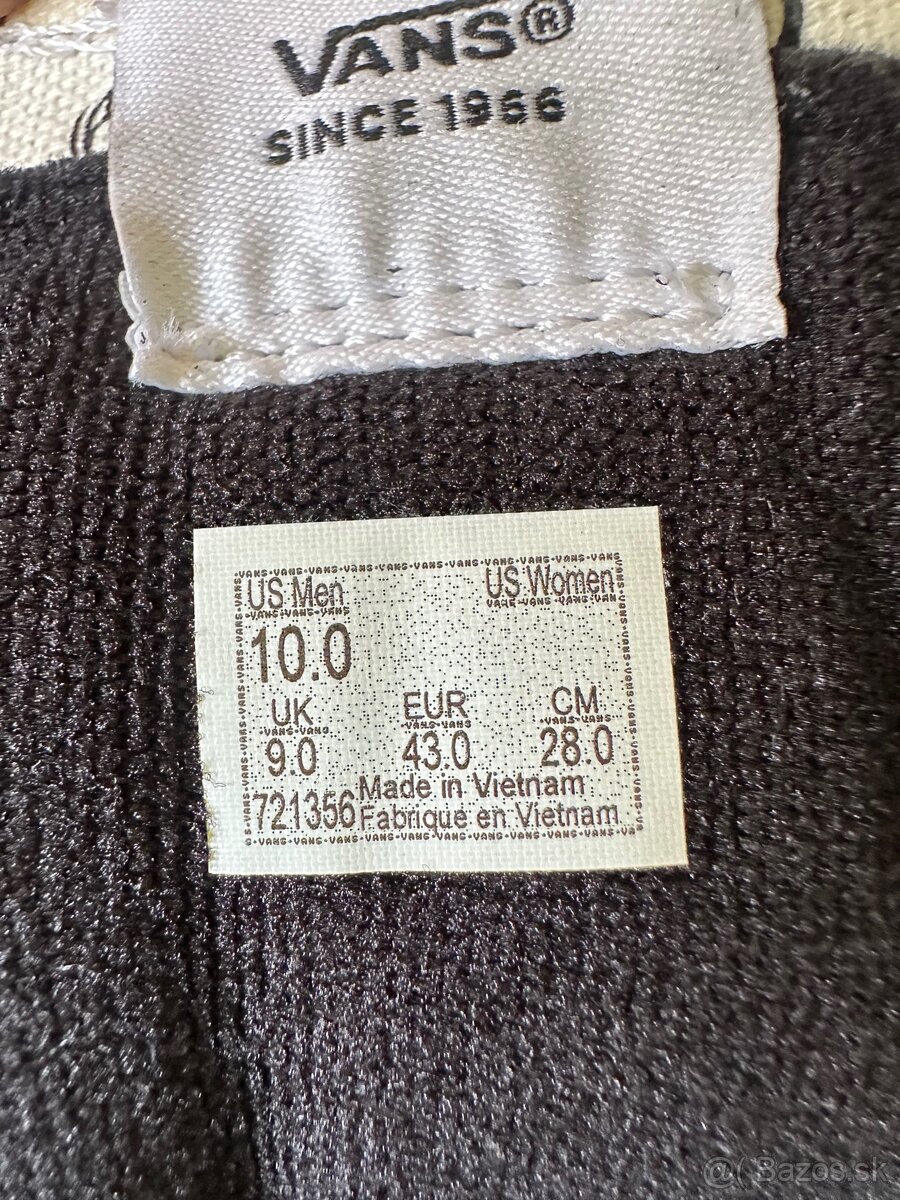 VANS®
SINCE 1966
US Men US Women
10.0
UK EUR CM
9.0 43.0 28.0
721356 Made in Vietnam
Fabrique en Vietnam
@( Bazos.sk